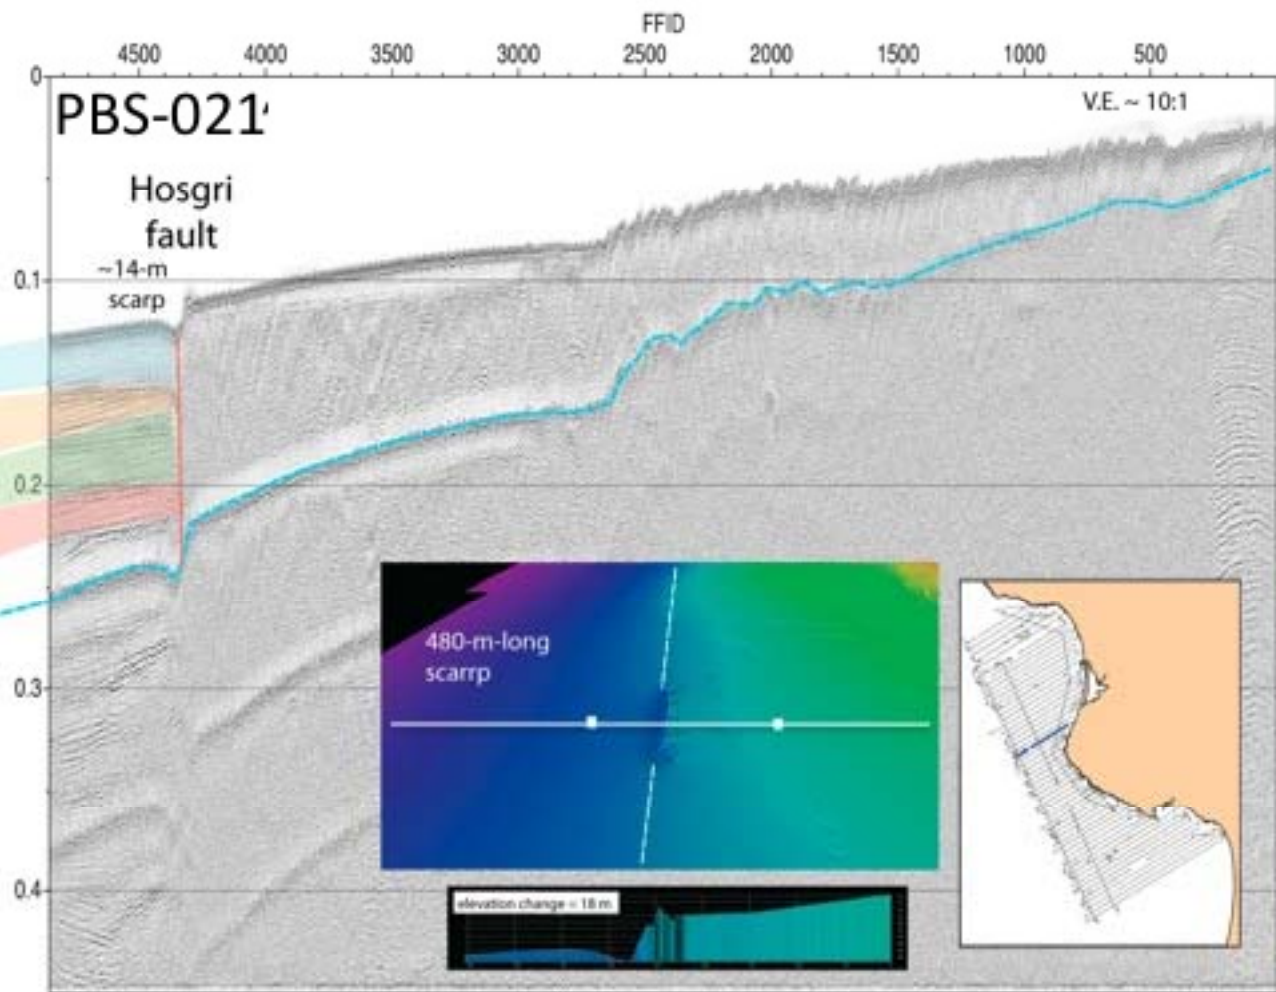 FFID
4500 4000 3500 3000 2500 2000 1500 1000 500
0
PBS-021'
V.E. ~ 10:1
Hosgri
fault
~14-m
scarp
0.1
0.2
480-m-long
scarrp
0.3
0.4
elevation change = 18 m